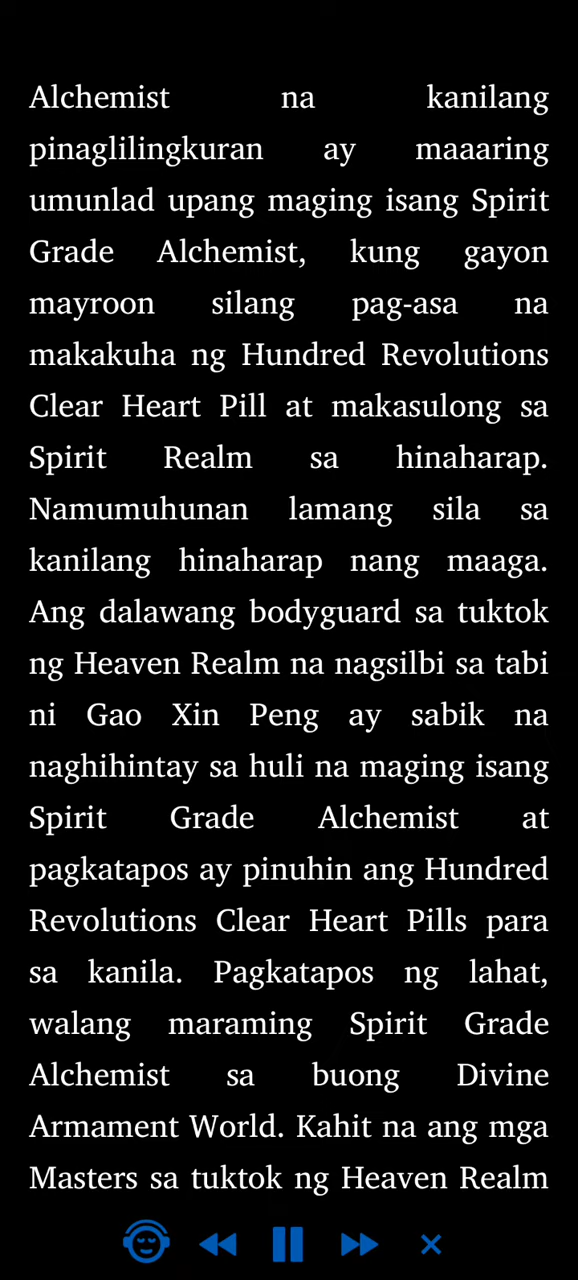 Alchemist na kanilang
pinaglilingkuran ay maaaring
umunlad upang maging isang Spirit
Grade Alchemist, kung gayon
mayroon silang pag-asa na
makakuha ng Hundred Revolutions
Clear Heart Pill at makasulong sa
Spirit Realm sa hinaharap.
Namumuhunan lamang sila sa
kanilang hinaharap nang maaga.
Ang dalawang bodyguard sa tuktok
ng Heaven Realm na nagsilbi sa tabi
ni Gao Xin Peng ay sabik na
naghihintay sa huli na maging isang
Spirit Grade Alchemist at
pagkatapos ay pinuhin ang Hundred
Revolutions Clear Heart Pills para
sa kanila. Pagkatapos ng lahat,
walang maraming Spirit Grade
Alchemist sa buong Divine
Armament World. Kahit na ang mga
Masters sa tuktok ng Heaven Realm